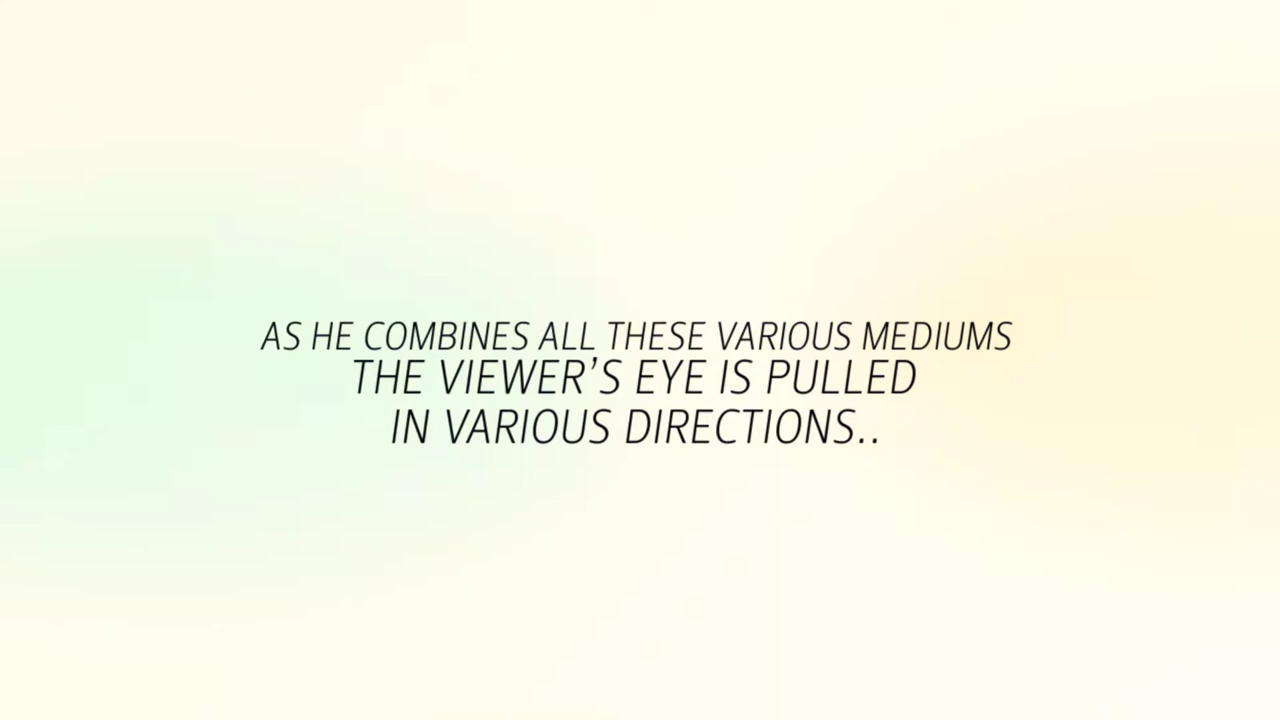 AS HE COMBINES ALL THESE VARIOUS MEDIUMS
THE VIEWER’S EYE IS PULLED
IN VARIOUS DIRECTIONS..